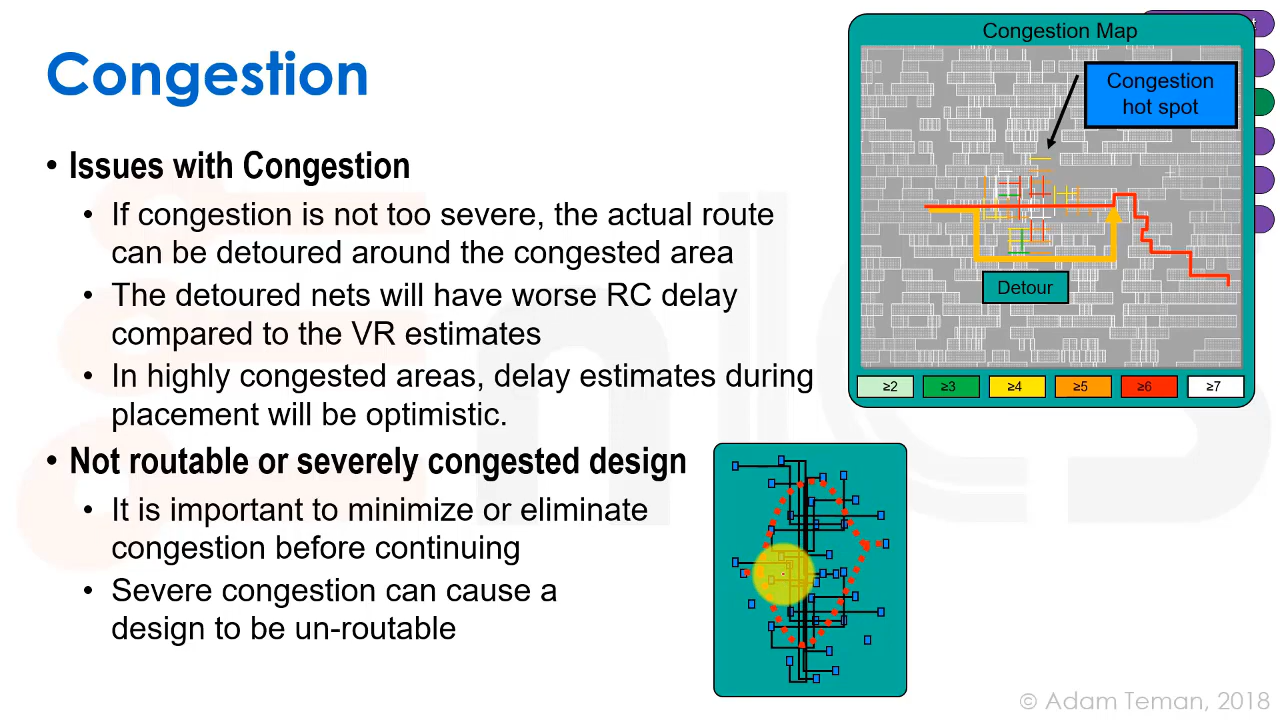 Congestion
• Issues with Congestion
• If congestion is not too severe, the actual route
can be detoured around the congested area
• The detoured nets will have worse RC delay
compared to the VR estimates
• In highly congested areas, delay estimates during
placement will be optimistic.
• Not routable or severely congested design
• It is important to minimize or eliminate
congestion before continuing
• Severe congestion can cause a
design to be un-routable
Congestion Map
Congestion
hot spot
Detour
≥2 ≥3 ≥4 ≥5 ≥6 ≥7
© Adam Teman, 2018